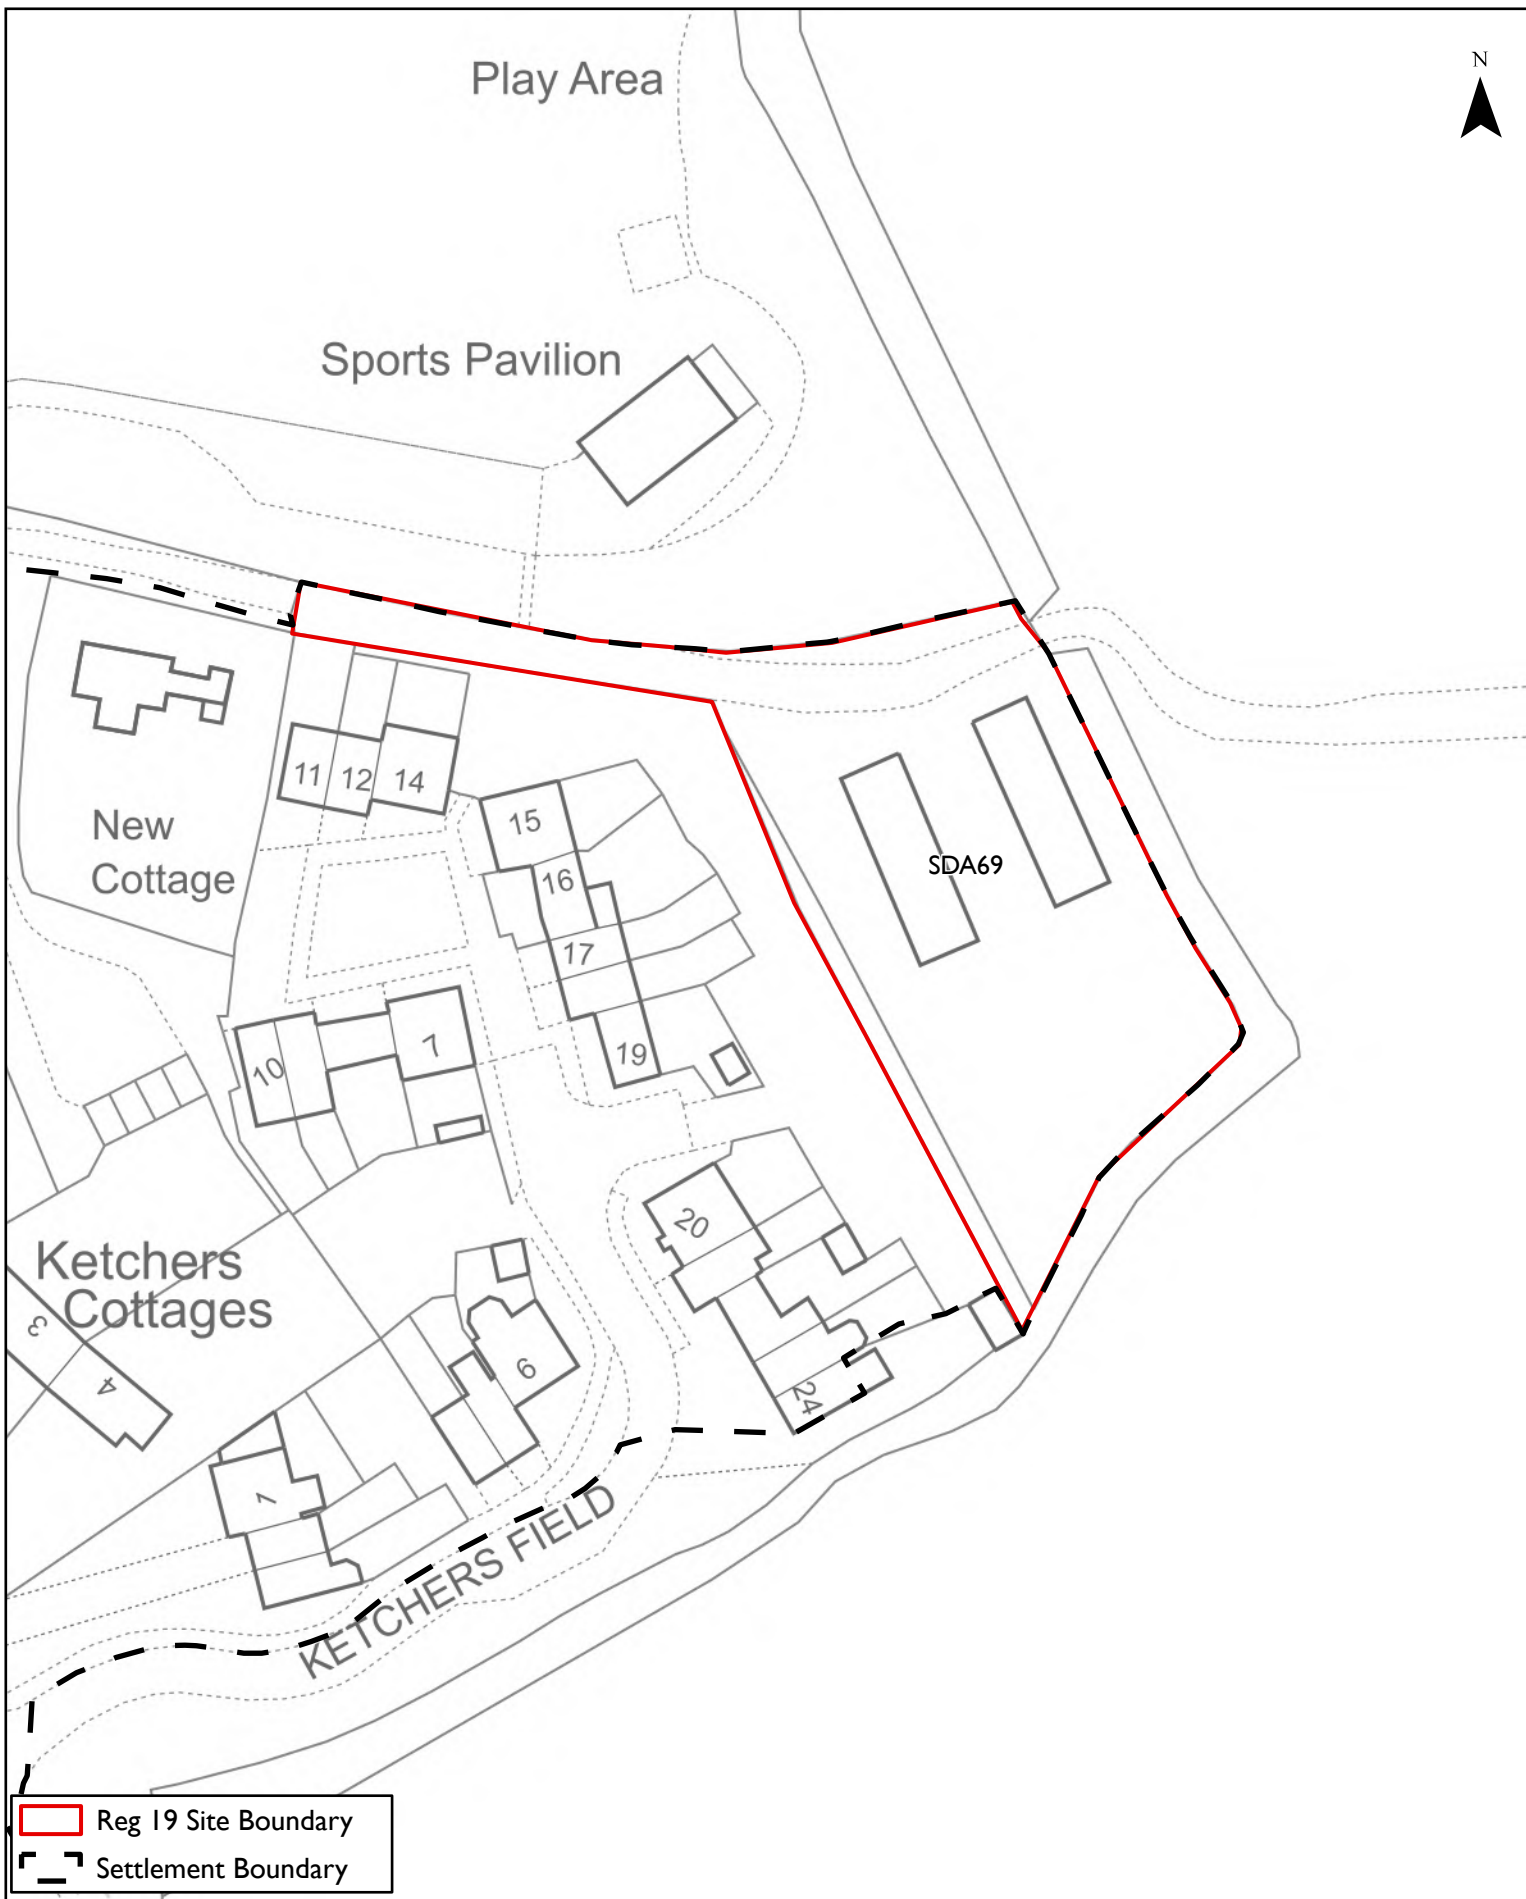 Play Area
N
Sports Pavilion
11
12
14
15
New
Cottage
16
SDA69
17
10
7
19
20
Ketchers
Cottages
3
4
6
24
1
KETCHERS FIELD
Reg 19 Site Boundary
Settlement Boundary